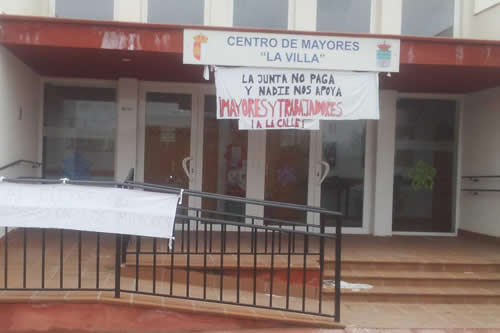 CENTRO DE MAYORES
"LA VILLA"
LA JUNTA NO PAGA
Y NADIE NOS APOYA
¡MAYORES Y TRABAJADORES
A LA CALLE!